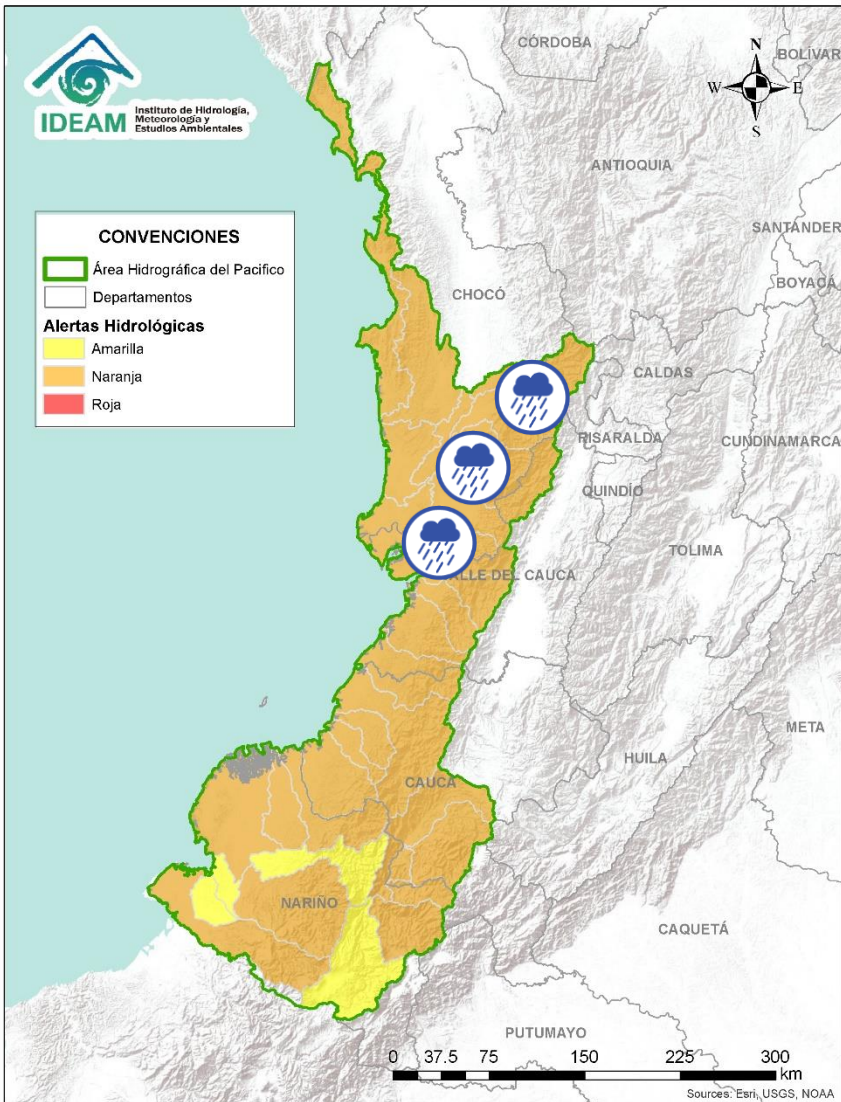 IDEAM
Instituto de Hidrología,
Meteorología y
Estudios Ambientales
CÓRDOBA
BOLÍVAR
N
W
E
S
ANTIOQUIA
SANTANDER
BOYACÁ
CONVENCIONES
Área Hidrográfica del Pacifico
Departamentos
Alertas Hidrológicas
Amarilla
Naranja
Roja
CHOCÓ
CALDAS
RISARALDA
CUNDINAMARCA
QUINDÍO
TOLIMA
ALLE DEL CAUCA
META
HUILA
CAUCA
NARIÑO
CAQUETÁ
PUTUMAYO
0 37.5 75 150 225 300
km
Sources: Esri, USGS, NOAA